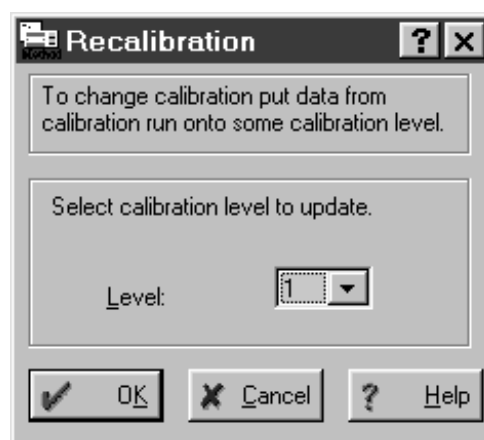 Recalibration
To change calibration put data from
calibration run onto some calibration level.
Select calibration level to update.
Level: 1
OK Cancel Help